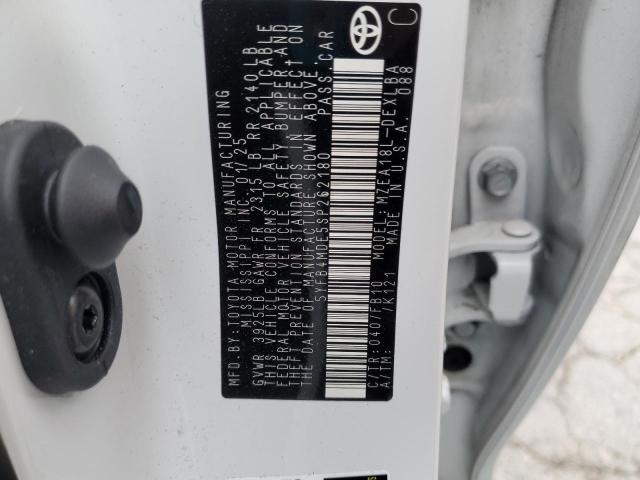 MFD.BY:TOYOTA MOTOR MANUFACTURING
MISSISSIPPI, INC. 01/25
GVWR 3925LB GAWR FR 2315 LB, RR 2140 LB
THIS VEHICLE CONFORMS TO ALL APPLICABLE
FEDERAL MOTOR VEHICLE SAFETY, BUMPER, AND
THEFT PREVENTION STANDARDS IN EFFECT ON
THE DATE OF MANUFACTURE SHOWN ABOVE.
5YFB4MDE5SP262180 PASS.CAR
C/TR:040/FB10 MODEL:MZEA18L-DEXLBA
A/TM: /K121 U.S.A. 088
C